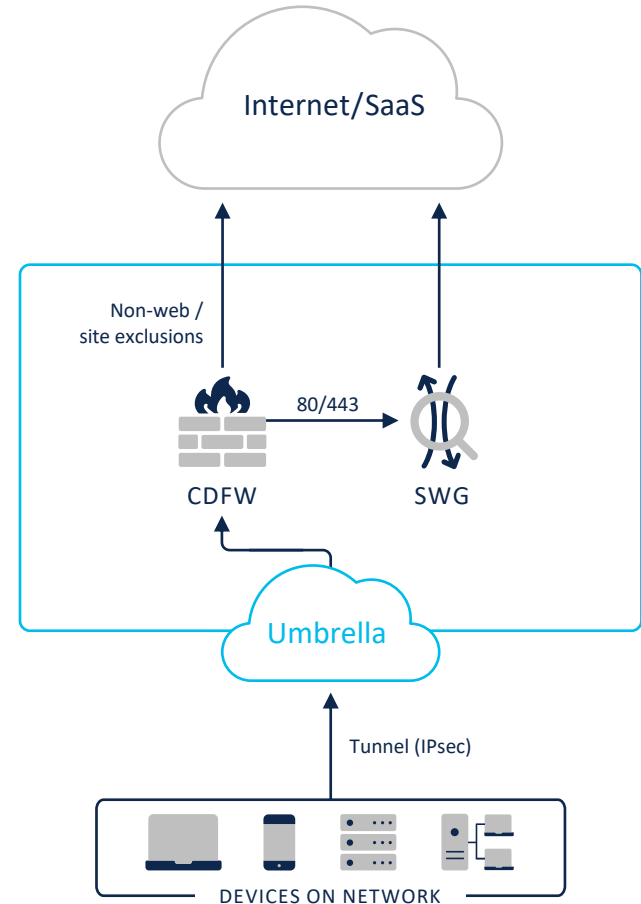 Internet/SaaS
Non-web /
site exclusions
80/443
CDFW
SWG
Umbrella
Tunnel (IPsec)
DEVICES ON NETWORK